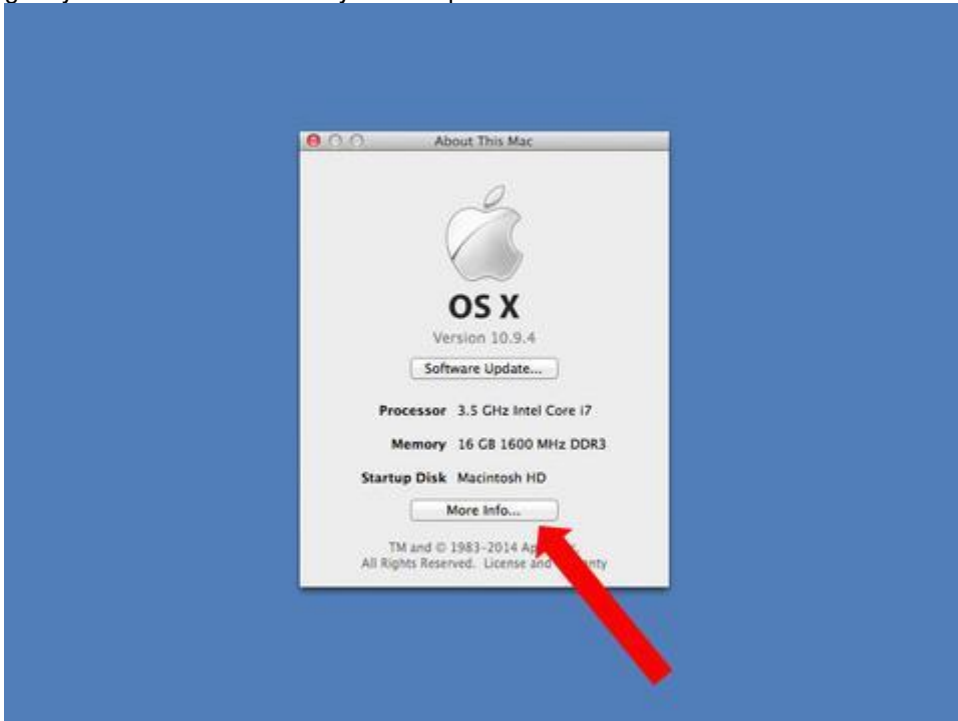 About This Mac
OS X
Version 10.9.4
Software Update...
Processor 3.5 GHz Intel Core i7
Memory 16 GB 1600 MHz DDR3
Startup Disk Macintosh HD
More Info...
TM and © 1983-2014
All Rights Reserved. License and